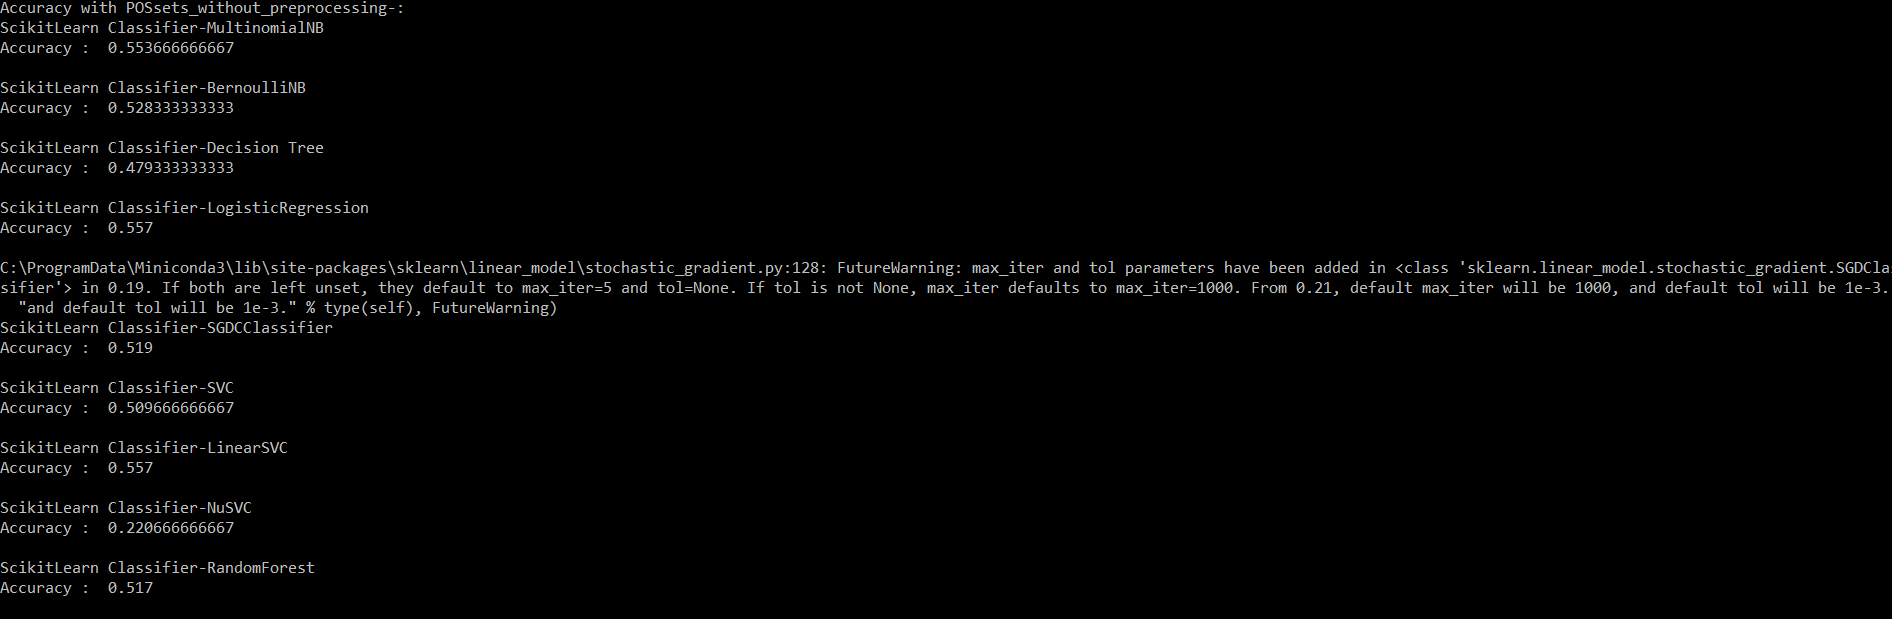 Accuracy with POSsets_without_preprocessing-:
ScikitLearn Classifier-MultinomialNB
Accuracy :  0.553666666667
ScikitLearn Classifier-BernoulliNB
Accuracy :  0.528333333333
ScikitLearn Classifier-Decision Tree
Accuracy :  0.479333333333
ScikitLearn Classifier-LogisticRegression
Accuracy :  0.557
C:\ProgramData\Miniconda3\lib\site-packages\sklearn\linear_model\stochastic_gradient.py:128: FutureWarning: max_iter and tol parameters have been added in <class 'sklearn.linear_model.stochastic_gradient.SGDCla
sifier'> in 0.19. If both are left unset, they default to max_iter=5 and tol=None. If tol is not None, max_iter defaults to max_iter=1000. From 0.21, default max_iter will be 1000, and default tol will be 1e-3.
  "and default tol will be 1e-3." % type(self), FutureWarning)
ScikitLearn Classifier-SGDCClassifier
Accuracy :  0.519
ScikitLearn Classifier-SVC
Accuracy :  0.509666666667
ScikitLearn Classifier-LinearSVC
Accuracy :  0.557
ScikitLearn Classifier-NuSVC
Accuracy :  0.220666666667
ScikitLearn Classifier-RandomForest
Accuracy :  0.517